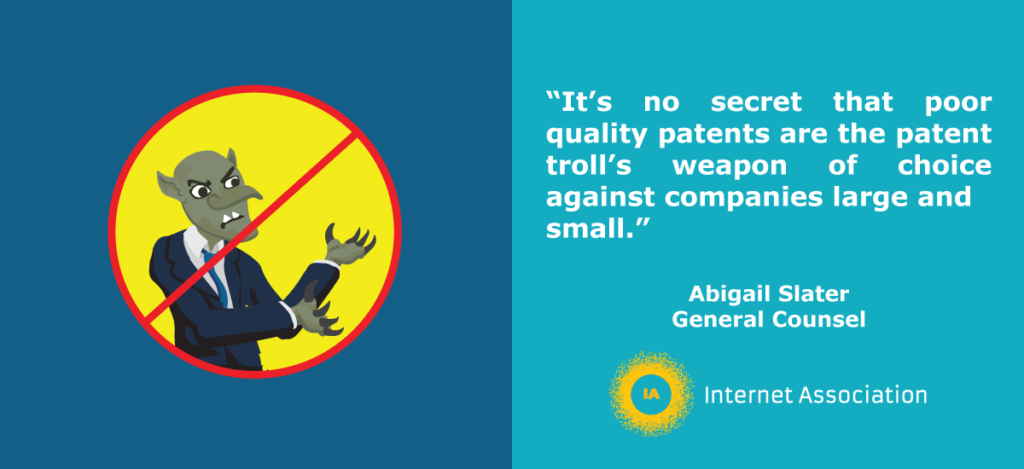 “It’s no secret that poor
quality patents are the patent
troll’s weapon of choice
against companies large and
small.”
Abigail Slater
General Counsel
IA
Internet Association